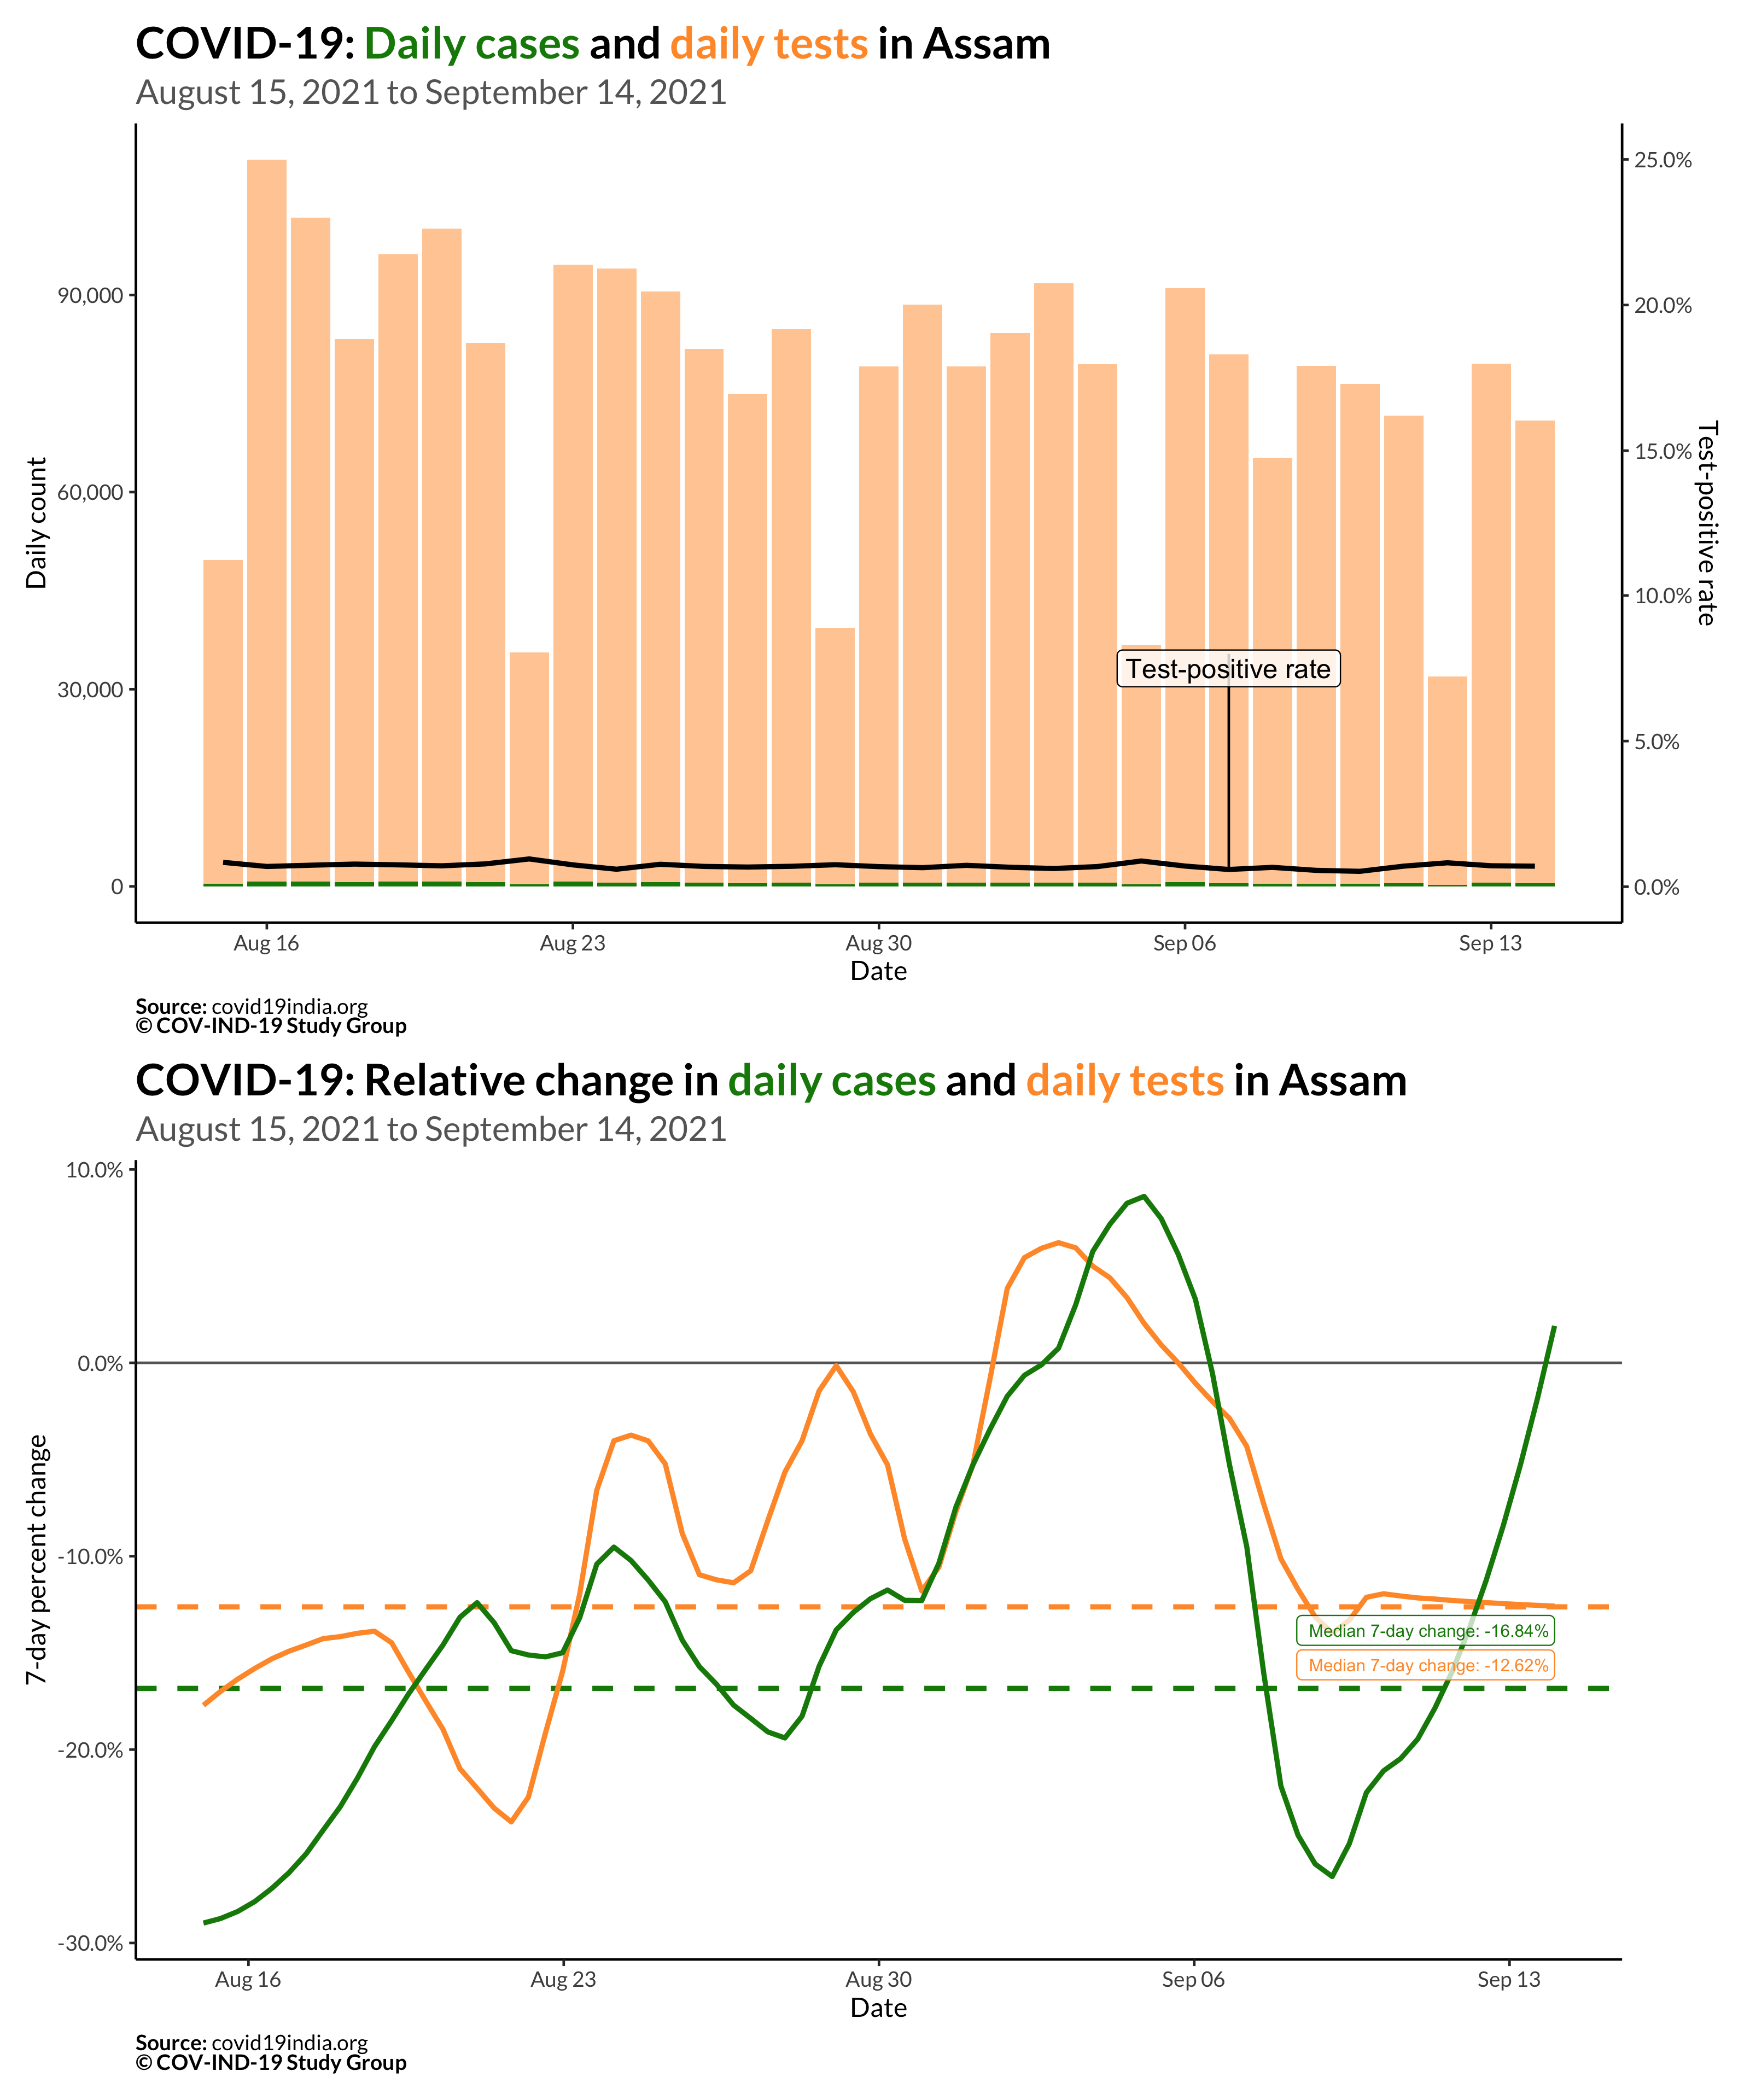 COVID-19: Daily cases and daily tests in Assam
August 15, 2021 to September 14, 2021
25.0%
20.0%
15.0%
10.0%
5.0%
0.0%
Test-positive rate
90,000
60,000
30,000
0
Daily count
Test-positive rate
Aug 16
Aug 23
Aug 30
Sep 06
Sep 13
Date
Source: covid19india.org
© COV-IND-19 Study Group
COVID-19: Relative change in daily cases and daily tests in Assam
August 15, 2021 to September 14, 2021
10.0%
0.0%
-10.0%
-20.0%
-30.0%
7-day percent change
Median 7-day change: -16.84%
Median 7-day change: -12.62%
Aug 16
Aug 23
Aug 30
Sep 06
Sep 13
Date
Source: covid19india.org
© COV-IND-19 Study Group